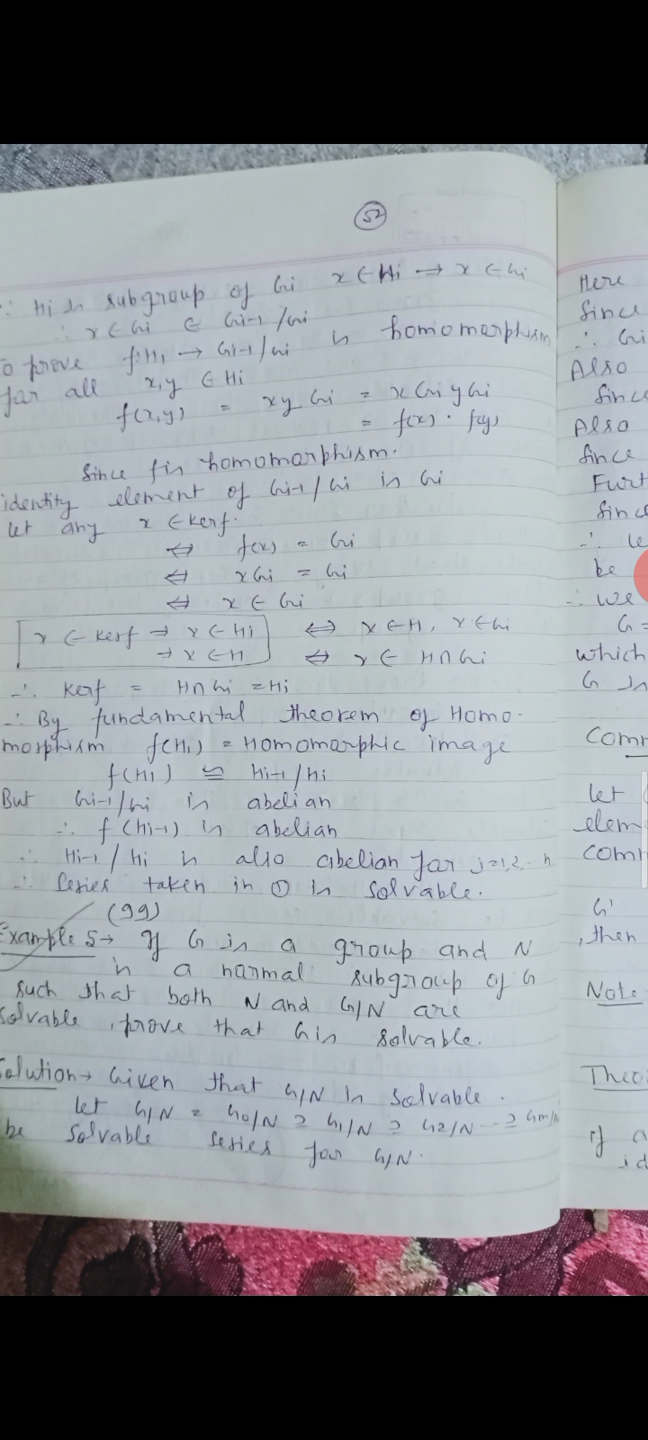 52
∵ Hi is subgroup of Gi x ∈ Hi → x ∈ Gi
∴ x ∈ Gi ∈ Gi-1/Gi
To prove f:Hi → Gi-1/Gi is homomorphism
for all x,y ∈ Hi
f(x,y) = xy Gi = x Gi y Gi
= f(x) · f(y)
Since f is homomorphism.
identity element of Gi-1/Gi is Gi
let any x ∈ kerf.
⇔ f(x) = Gi
⇔ xGi = Gi
⇔ x ∈ Gi
x ∈ kerf → x ∈ Hi ⇔ x ∈ H, x ∈ Gi
→ x ∈ H ⇔ x ∈ H∩Gi
∴ kerf = H∩Gi = Hi
∴ By fundamental theorem of Homo-
morphism f(Hi) = Homomorphic image
f(Hi) ≅ Hi-1/Hi
But Gi-1/Gi is abelian
∴ f(Hi-1) is abelian
∴ Hi-1/Hi is also abelian for j=1,2,--n
∴ Series taken in ① is solvable.
(99)
Example 5→ If G is a group and N
is a normal subgroup of G
such that both N and G/N are
solvable, prove that G is solvable.
Solution→ Given that G/N is solvable.
let G/N = G0/N ⊇ G1/N ⊇ G2/N --⊇ Gm/N
be solvable series for G/N.
Here
Since
∴ Gi
Also
Since
Also
Since
Furt
Sinc
∴ le
be
∴ we
G =
which
G is
Comm
let
elem
comm
G'
, then
Note
Theo
If a
id